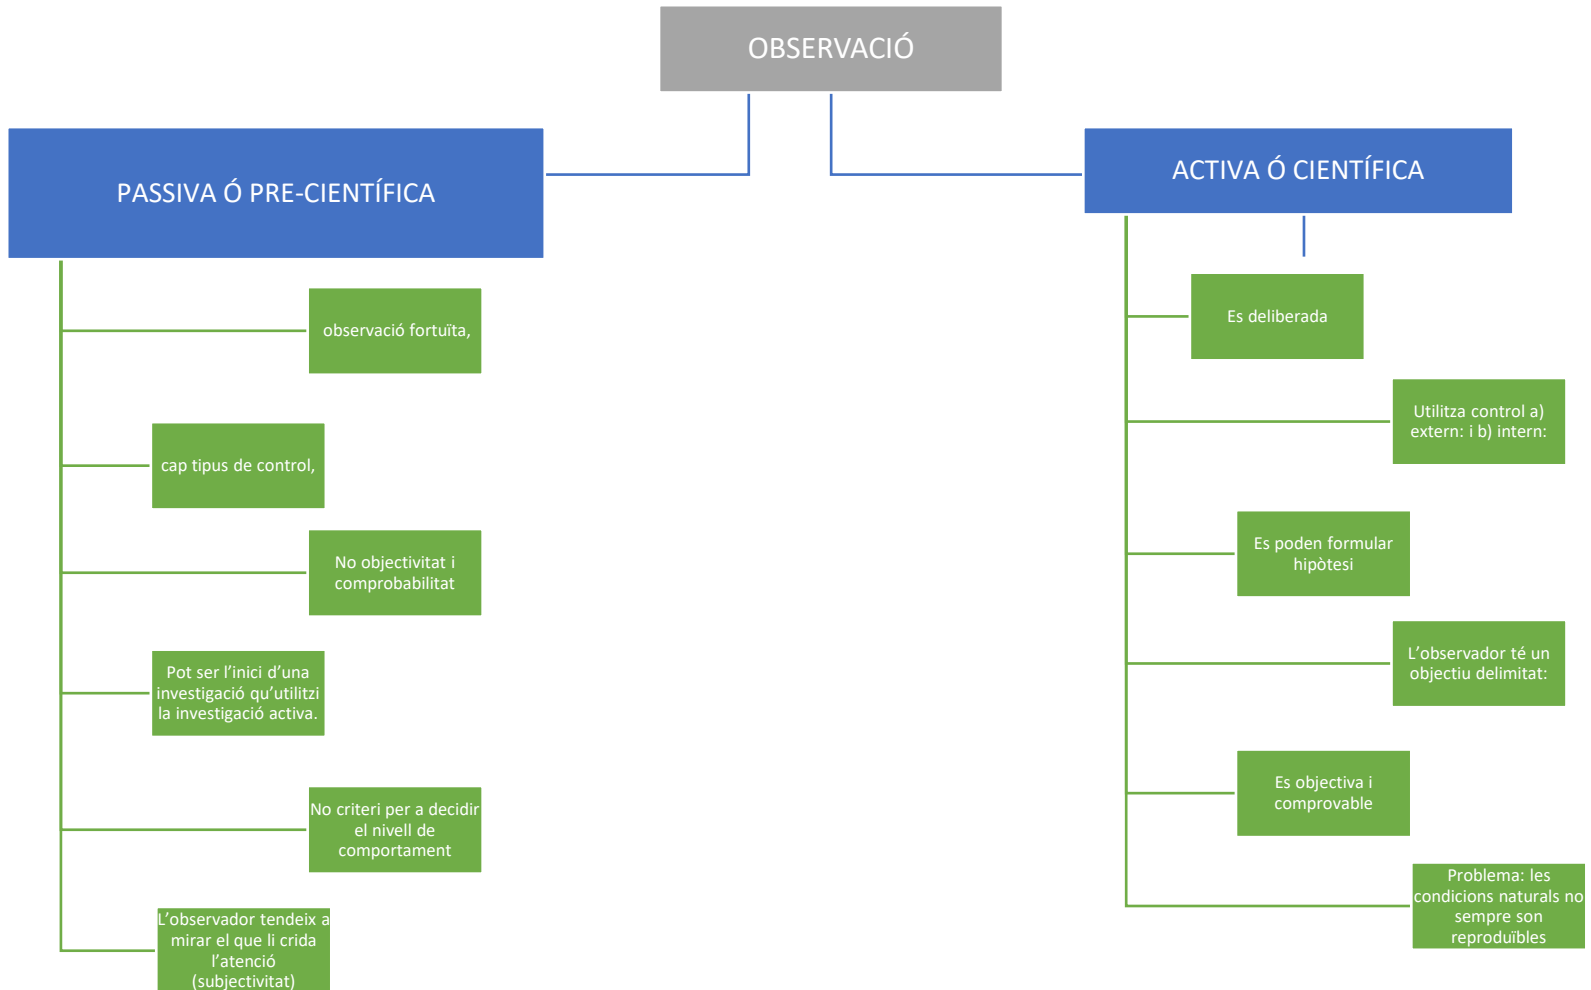 OBSERVACIÓ
PASSIVA Ó PRE-CIENTÍFICA
observació fortuïta,
cap tipus de control,
No objectivitat i
comprobabilitat
Pot ser l’inici d’una
investigació qu’utilitzi
la investigació activa.
No criteri per a decidir
el nivell de
comportament
L’observador tendeix a
mirar el que li crida
l’atenció
(subjectivitat)
ACTIVA Ó CIENTÍFICA
Es deliberada
Utilitza control a)
extern: i b) intern:
Es poden formular
hipòtesi
L’observador té un
objectiu delimitat:
Es objectiva i
comprovable
Problema: les
condicions naturals no
sempre son
reproduïbles